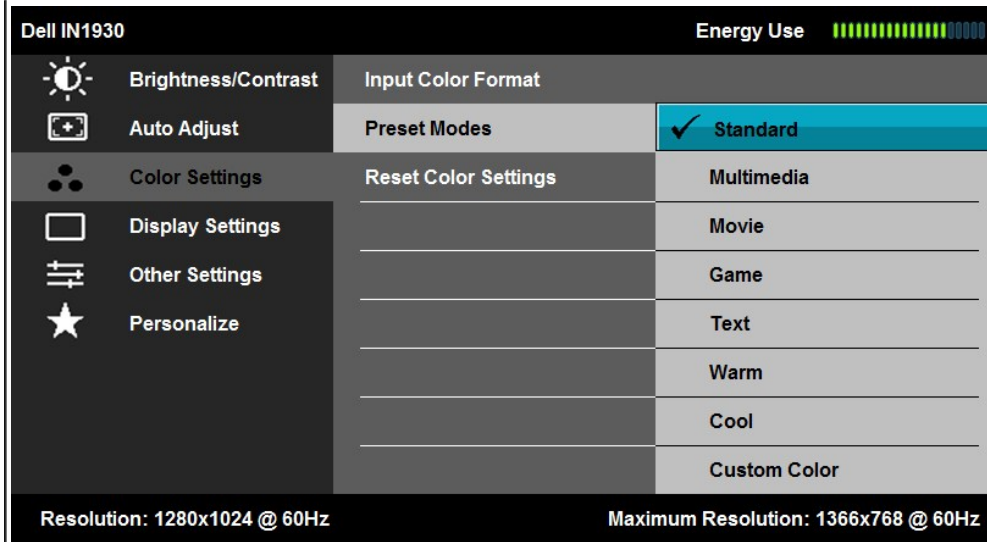 Dell IN1930 Energy Use
Brightness/Contrast Input Color Format
Auto Adjust Preset Modes Standard
Color Settings Reset Color Settings Multimedia
Display Settings Movie
Other Settings Game
Personalize Text
Warm
Cool
Custom Color
Resolution: 1280x1024 @ 60Hz Maximum Resolution: 1366x768 @ 60Hz